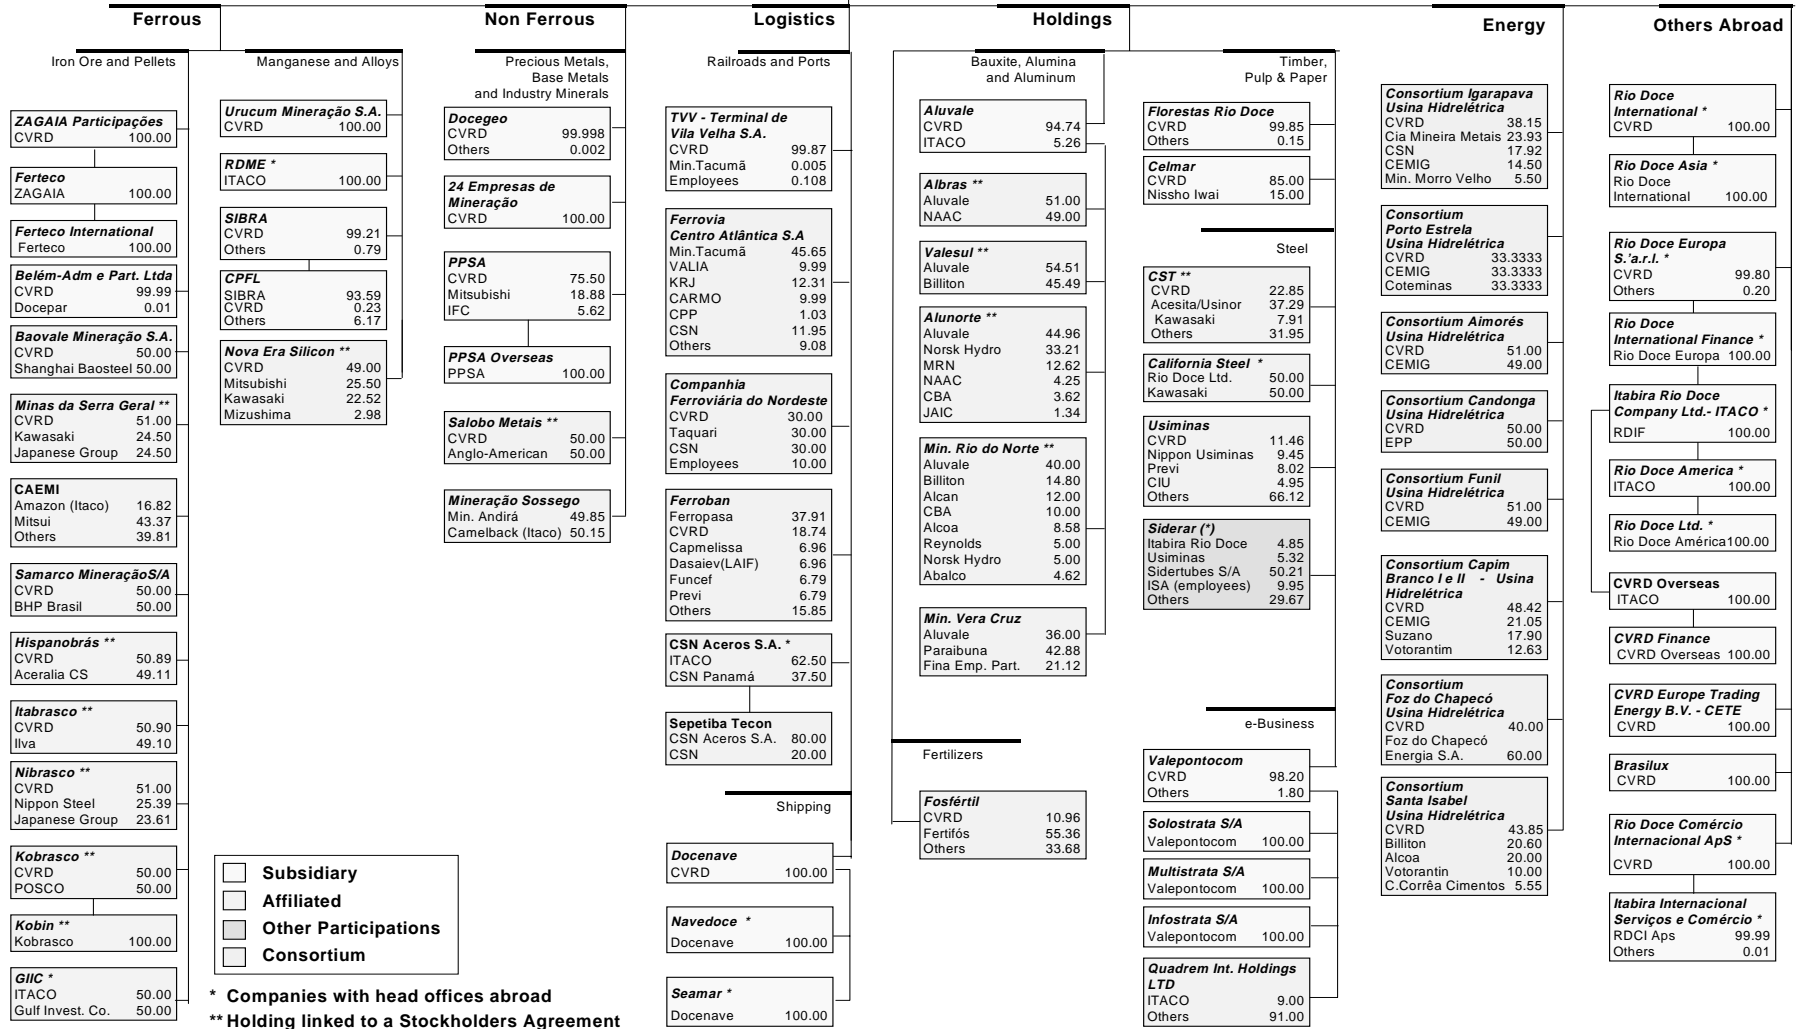 Ferrous
Non Ferrous
Logistics
Holdings
Energy
Others Abroad
Iron Ore and Pellets
ZAGAIA Participações
CVRD 100.00
Ferteco
ZAGAIA 100.00
Ferteco International
Ferteco 100.00
Belém-Adm e Part. Ltda
CVRD 99.99
Docepar 0.01
Baovale Mineração S.A.
CVRD 50.00
Shanghai Baosteel 50.00
Minas da Serra Geral **
CVRD 51.00
Kawasaki 24.50
Japanese Group 24.50
CAEMI
Amazon (Itaco) 16.82
Mitsui 43.37
Others 39.81
Samarco MineraçãoS/A
CVRD 50.00
BHP Brasil 50.00
Hispanobrás **
CVRD 50.89
Aceralia CS 49.11
Itabrasco **
CVRD 50.90
Ilva 49.10
Nibrasco **
CVRD 51.00
Nippon Steel 25.39
Japanese Group 23.61
Kobrasco **
CVRD 50.00
POSCO 50.00
Kobin **
Kobrasco 100.00
GIIC *
ITACO 50.00
Gulf Invest. Co. 50.00
Manganese and Alloys
Urucum Mineração S.A.
CVRD 100.00
RDME *
ITACO 100.00
SIBRA
CVRD 99.21
Others 0.79
CPFL
SIBRA 93.59
CVRD 0.23
Others 6.17
Nova Era Silicon **
CVRD 49.00
Mitsubishi 25.50
Kawasaki 22.52
Mizushima 2.98
Subsidiary
Affiliated
Other Participations
Consortium
* Companies with head offices abroad
** Holding linked to a Stockholders Agreement
Precious Metals,
Base Metals
and Industry Minerals
Docegeo
CVRD 99.998
Others 0.002
24 Empresas de
Mineração
CVRD 100.00
PPSA
CVRD 75.50
Mitsubishi 18.88
IFC 5.62
PPSA Overseas
PPSA 100.00
Salobo Metais **
CVRD 50.00
Anglo-American 50.00
Mineração Sossego
Min. Andirá 49.85
Camelback (Itaco) 50.15
Railroads and Ports
TVV - Terminal de
Vila Velha S.A.
CVRD 99.87
Min.Tacumã 0.005
Employees 0.108
Ferrovia
Centro Atlântica S.A
Min.Tacumã 45.65
VALIA 9.99
KRJ 12.31
CARMO 9.99
CPP 1.03
CSN 11.95
Others 9.08
Companhia
Ferroviária do Nordeste
CVRD 30.00
Taquari 30.00
CSN 30.00
Employees 10.00
Ferroban
Ferropasa 37.91
CVRD 18.74
Capmelissa 6.96
Dasaiev(LAIF) 6.96
Funcef 6.79
Previ 6.79
Others 15.85
CSN Aceros S.A. *
ITACO 62.50
CSN Panamá 37.50
Sepetiba Tecon
CSN Aceros S.A. 80.00
CSN 20.00
Shipping
Docenave
CVRD 100.00
Navedoce *
Docenave 100.00
Seamar *
Docenave 100.00
Bauxite, Alumina
and Aluminum
Aluvale
CVRD 94.74
ITACO 5.26
Albras **
Aluvale 51.00
NAAC 49.00
Valesul **
Aluvale 54.51
Billiton 45.49
Alunorte **
Aluvale 44.96
Norsk Hydro 33.21
MRN 12.62
NAAC 4.25
CBA 3.62
JAIC 1.34
Min. Rio do Norte **
Aluvale 40.00
Billiton 14.80
Alcan 12.00
CBA 10.00
Alcoa 8.58
Reynolds 5.00
Norsk Hydro 5.00
Abalco 4.62
Min. Vera Cruz
Aluvale 36.00
Paraibuna 42.88
Fina Emp. Part. 21.12
Fertilizers
Fosfértil
CVRD 10.96
Fertifós 55.36
Others 33.68
Timber,
Pulp & Paper
Florestas Rio Doce
CVRD 99.85
Others 0.15
Celmar
CVRD 85.00
Nissho Iwai 15.00
Steel
CST **
CVRD 22.85
Acesita/Usinor 37.29
Kawasaki 7.91
Others 31.95
California Steel *
Rio Doce Ltd. 50.00
Kawasaki 50.00
Usiminas
CVRD 11.46
Nippon Usiminas 9.45
Previ 8.02
CIU 4.95
Others 66.12
Siderar (*)
Itabira Rio Doce 4.85
Usiminas 5.32
Sidertubes S/A 50.21
ISA (employees) 9.95
Others 29.67
e-Business
Valepontocom
CVRD 98.20
Others 1.80
Solostrata S/A
Valepontocom 100.00
Multistrata S/A
Valepontocom 100.00
Infostrata S/A
Valepontocom 100.00
Quadrem Int. Holdings
LTD
ITACO 9.00
Others 91.00
Consortium Igarapava
Usina Hidrelétrica
CVRD 38.15
Cia Mineira Metais 23.93
CSN 17.92
CEMIG 14.50
Min. Morro Velho 5.50
Consortium
Porto Estrela
Usina Hidrelétrica
CVRD 33.3333
CEMIG 33.3333
Coteminas 33.3333
Consortium Aimorés
Usina Hidrelétrica
CVRD 51.00
CEMIG 49.00
Consortium Candonga
Usina Hidrelétrica
CVRD 50.00
EPP 50.00
Consortium Funil
Usina Hidrelétrica
CVRD 51.00
CEMIG 49.00
Consortium Capim
Branco I e II - Usina
Hidrelétrica
CVRD 48.42
CEMIG 21.05
Suzano 17.90
Votorantim 12.63
Consortium
Foz do Chapecó
Usina Hidrelétrica
CVRD 40.00
Foz do Chapecó
Energia S.A. 60.00
Consortium
Santa Isabel
Usina Hidrelétrica
CVRD 43.85
Billiton 20.60
Alcoa 20.00
Votorantin 10.00
C.Corrêa Cimentos 5.55
Rio Doce
International *
CVRD 100.00
Rio Doce Asia *
Rio Doce
International 100.00
Rio Doce Europa
S.'a.r.l. *
CVRD 99.80
Others 0.20
Rio Doce
International Finance *
Rio Doce Europa 100.00
Itabira Rio Doce
Company Ltd.- ITACO *
RDIF 100.00
Rio Doce America *
ITACO 100.00
Rio Doce Ltd. *
Rio Doce América100.00
CVRD Overseas
ITACO 100.00
CVRD Finance
CVRD Overseas 100.00
CVRD Europe Trading
Energy B.V. - CETE
CVRD 100.00
Brasilux
CVRD 100.00
Rio Doce Comércio
Internacional ApS *
CVRD 100.00
Itabira Internacional
Serviços e Comércio *
RDCI Aps 99.99
Others 0.01